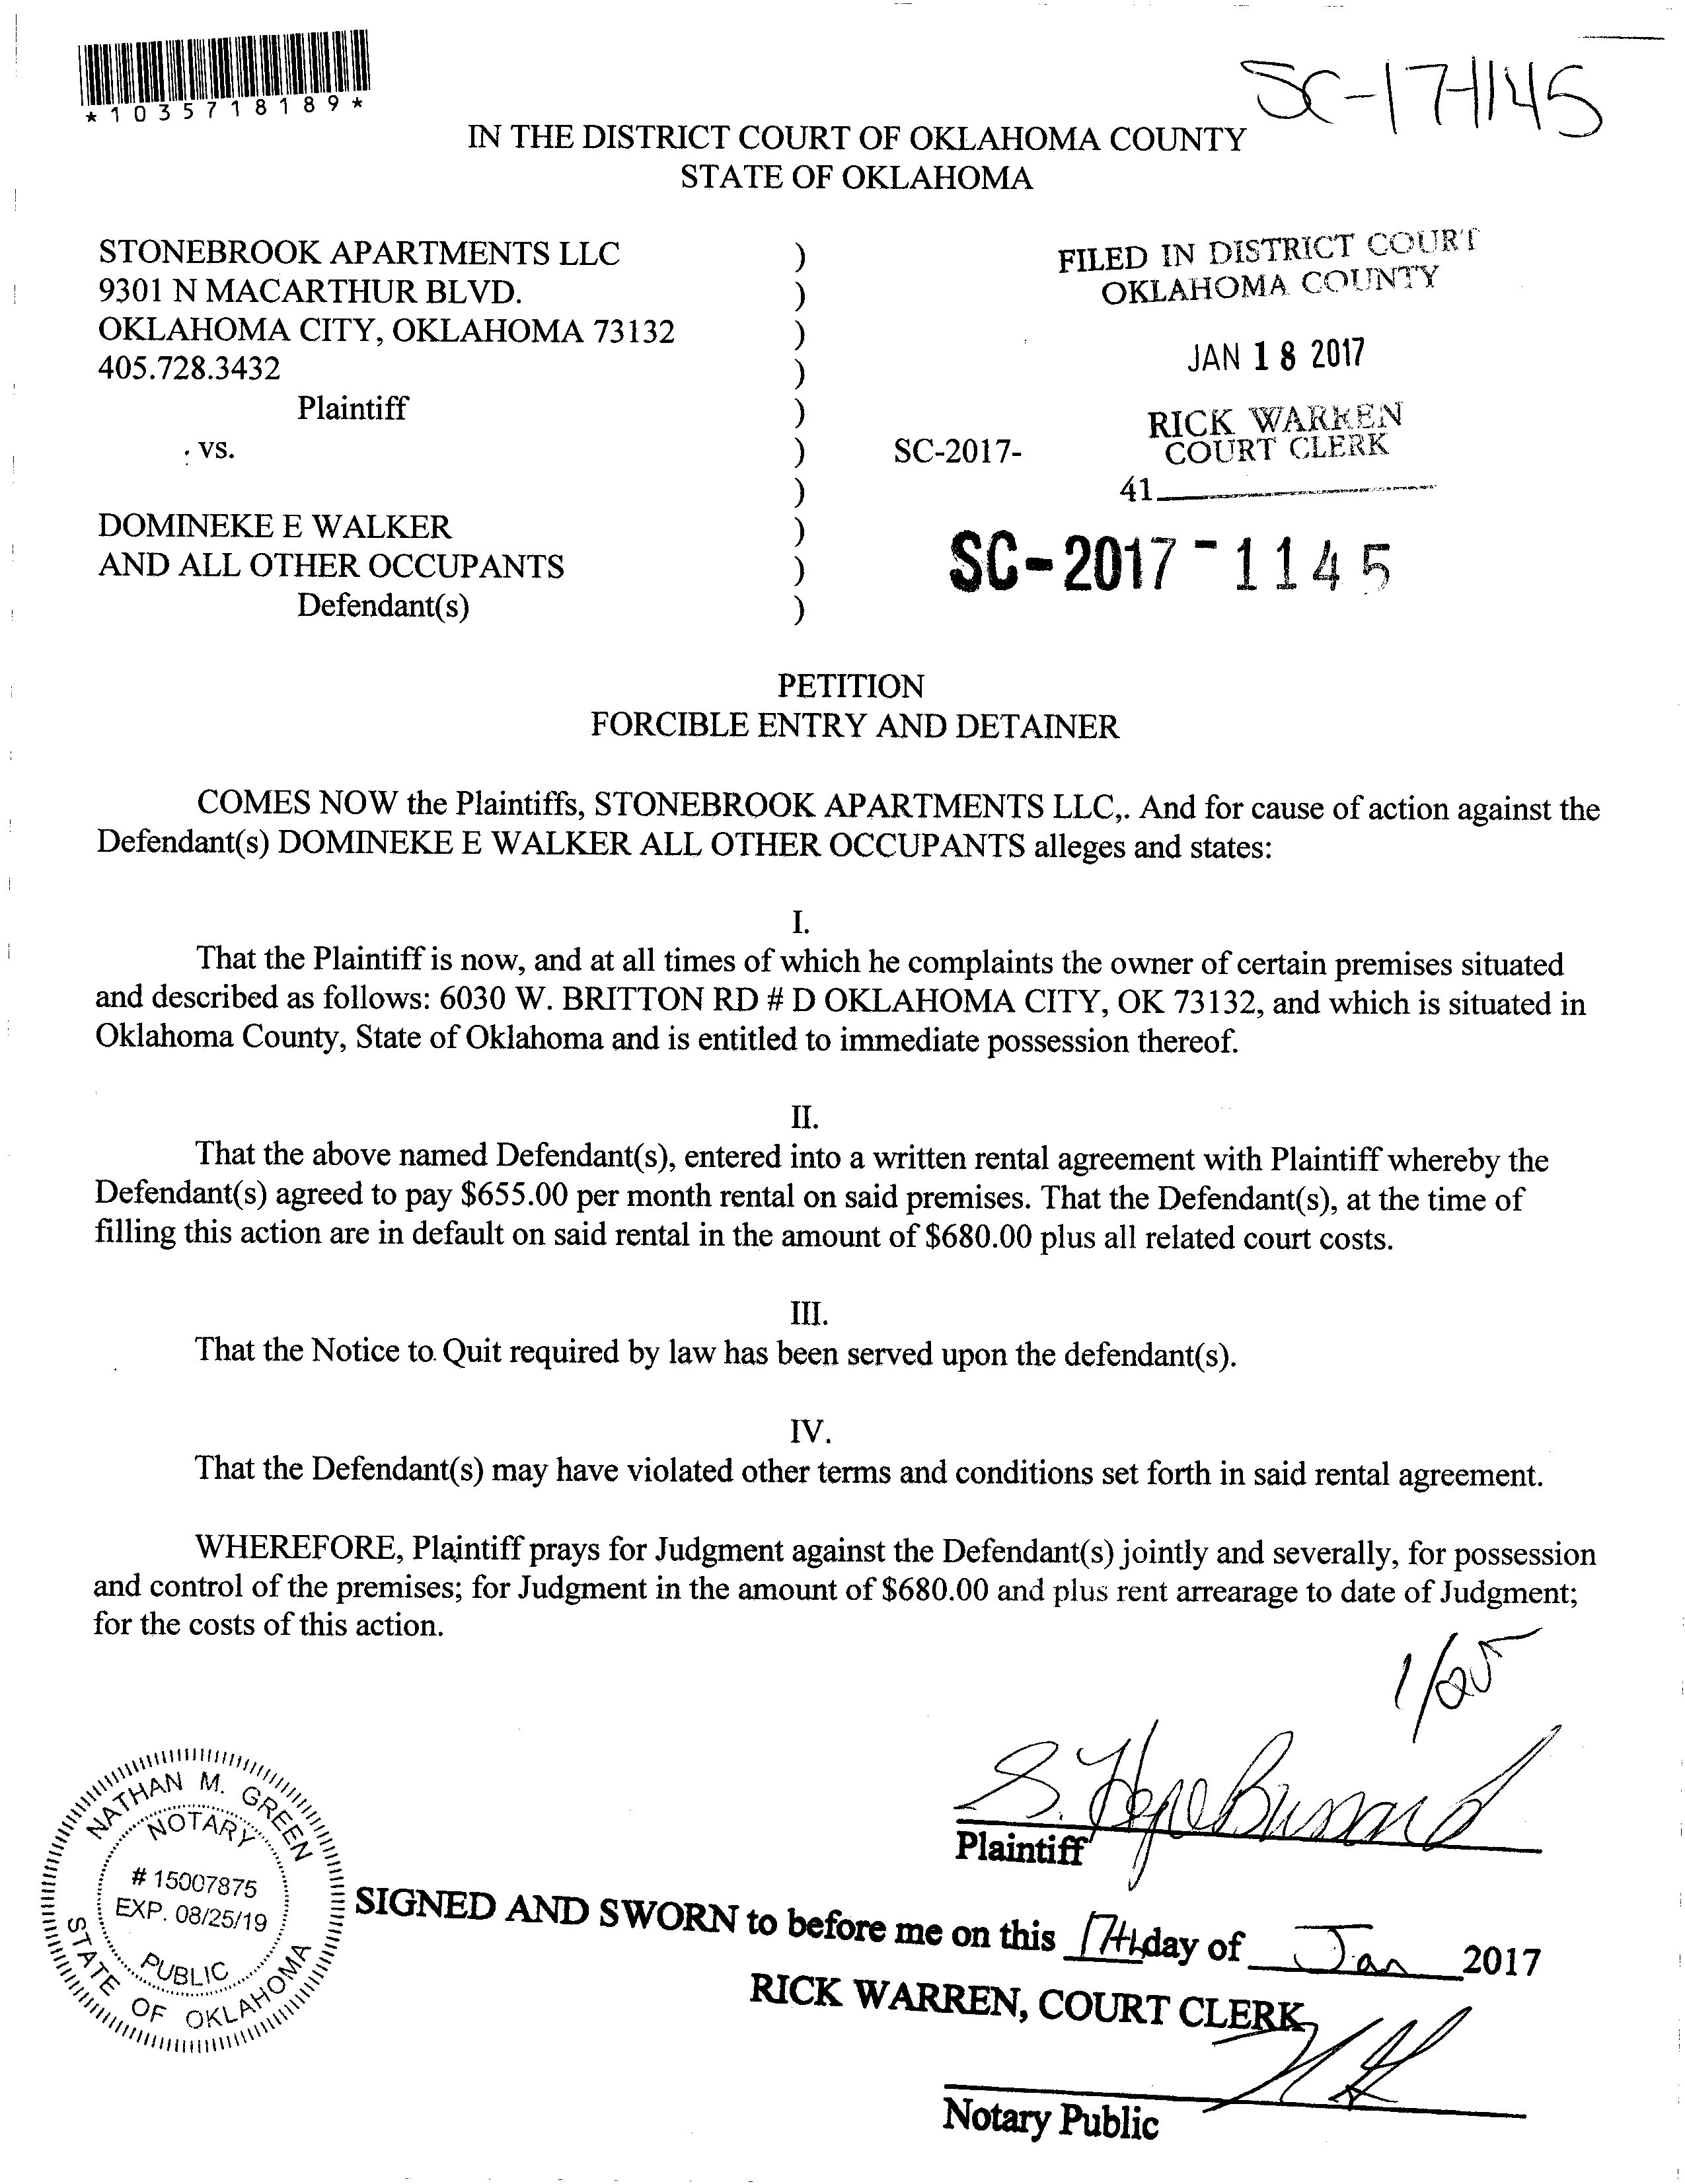 *1035718189*
SC-17-1145
IN THE DISTRICT COURT OF OKLAHOMA COUNTY
STATE OF OKLAHOMA
STONEBROOK APARTMENTS LLC )
9301 N MACARTHUR BLVD. )
OKLAHOMA CITY, OKLAHOMA 73132 )
405.728.3432 )
Plaintiff )
vs. ) SC-2017-
)
DOMINEKE E WALKER )
AND ALL OTHER OCCUPANTS )
Defendant(s) )
FILED IN DISTRICT COURT
OKLAHOMA COUNTY
JAN 18 2017
RICK WARREN
COURT CLERK
41
SC-2017-1145
PETITION
FORCIBLE ENTRY AND DETAINER
COMES NOW the Plaintiffs, STONEBROOK APARTMENTS LLC,. And for cause of action against the
Defendant(s) DOMINEKE E WALKER ALL OTHER OCCUPANTS alleges and states:
I.
That the Plaintiff is now, and at all times of which he complaints the owner of certain premises situated
and described as follows: 6030 W. BRITTON RD # D OKLAHOMA CITY, OK 73132, and which is situated in
Oklahoma County, State of Oklahoma and is entitled to immediate possession thereof.
II.
That the above named Defendant(s), entered into a written rental agreement with Plaintiff whereby the
Defendant(s) agreed to pay $655.00 per month rental on said premises. That the Defendant(s), at the time of
filling this action are in default on said rental in the amount of $680.00 plus all related court costs.
III.
That the Notice to Quit required by law has been served upon the defendant(s).
IV.
That the Defendant(s) may have violated other terms and conditions set forth in said rental agreement.
WHEREFORE, Plaintiff prays for Judgment against the Defendant(s) jointly and severally, for possession
and control of the premises; for Judgment in the amount of $680.00 and plus rent arrearage to date of Judgment;
for the costs of this action.
1/25
S. Hope
Plaintiff
NATHAN M. GREEN
NOTARY
# 15007875
EXP. 08/25/19
PUBLIC
STATE OF OKLAHOMA
SIGNED AND SWORN to before me on this 17th day of Jan 2017
RICK WARREN, COURT CLERK
Notary Public